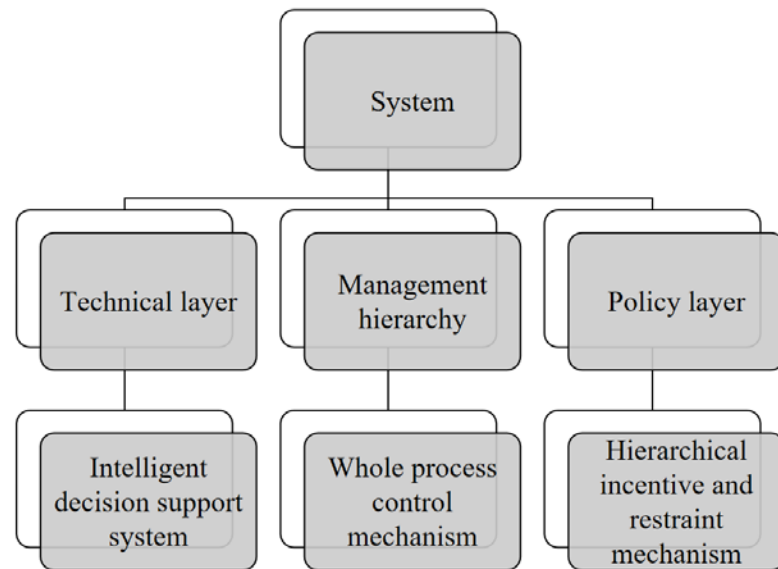 System
Technical layer
Management
hierarchy
Policy layer
Intelligent
decision support
system
Whole process
control
mechanism
Hierarchical
incentive and
restraint
mechanism